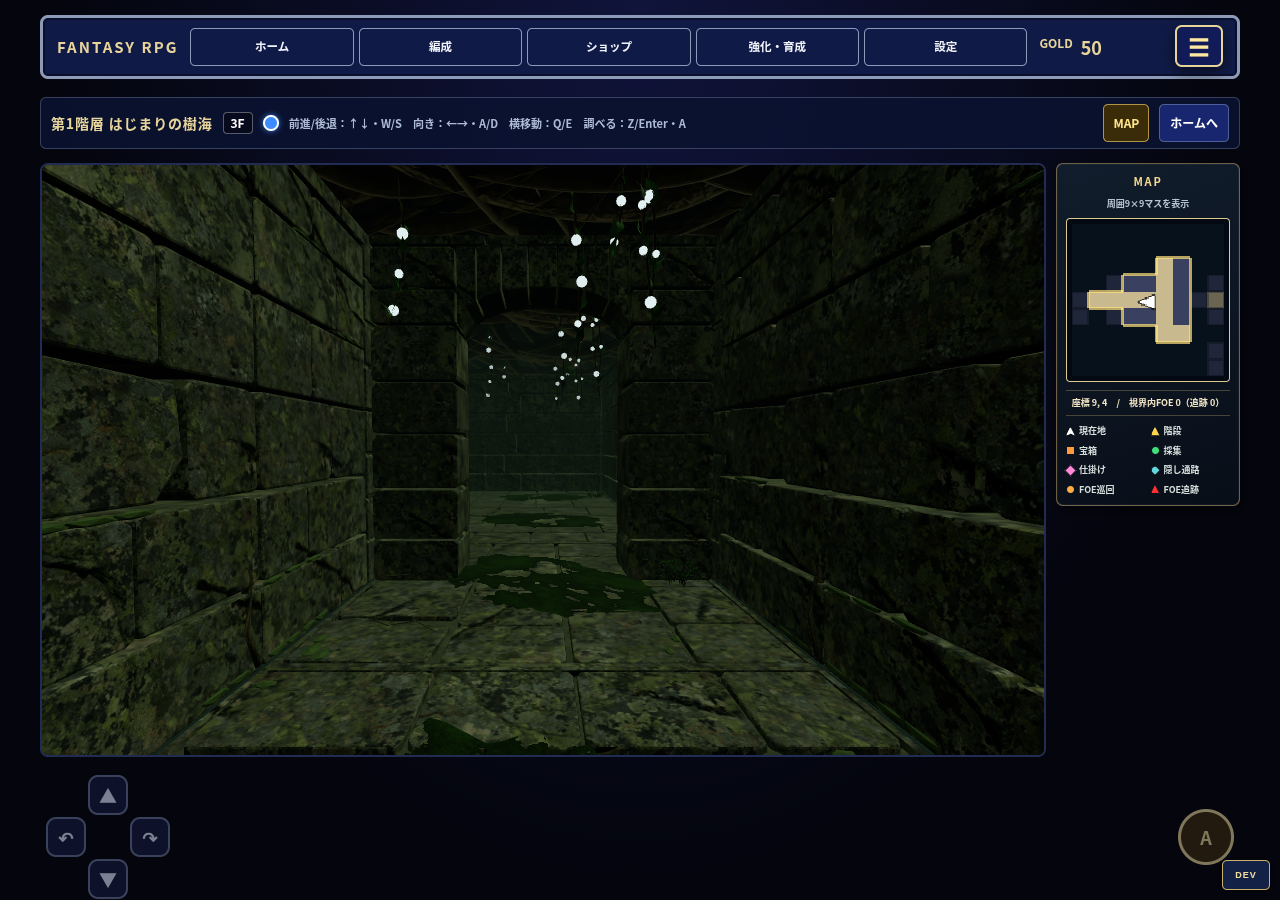 FANTASY RPG
ホーム
編成
ショップ
強化・育成
設定
GOLD 50
第1階層 はじまりの樹海
3F
前進/後退：↑↓・W/S 向き：←→・A/D 横移動：Q/E 調べる：Z/Enter・A
MAP
ホームへ
MAP
周囲9×9マスを表示
座標 9, 4 / 視界内FOE 0（追跡 0）
現在地
階段
宝箱
採集
仕掛け
隠し通路
FOE巡回
FOE追跡
A
DEV